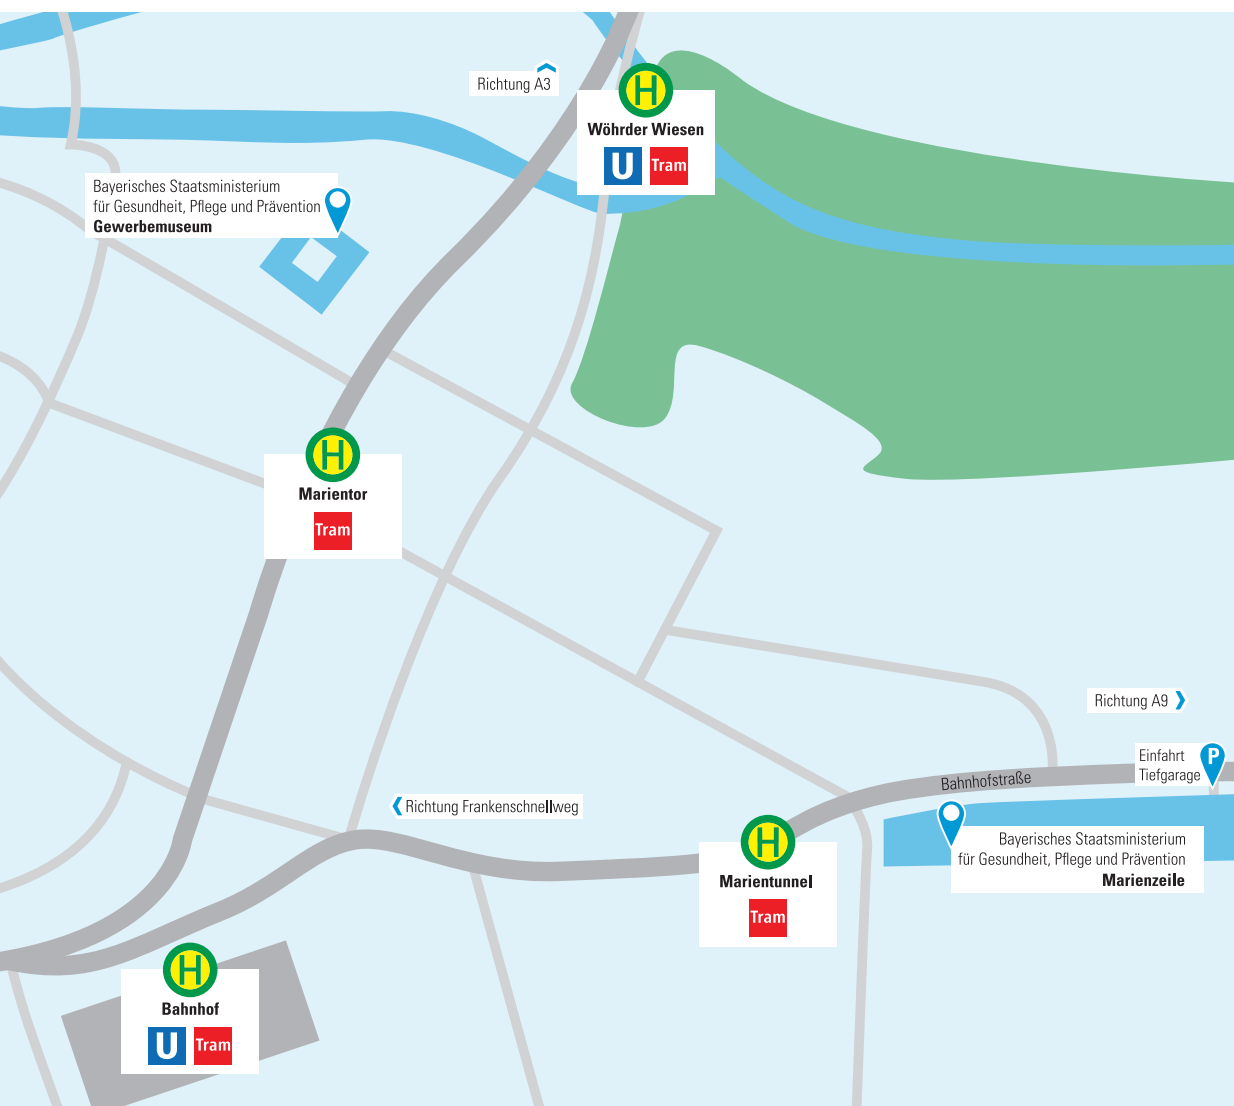 Richtung A3
H
Wöhrder Wiesen
U Tram
Bayerisches Staatsministerium
für Gesundheit, Pflege und Prävention
Gewerbemuseum
H
Marientor
Tram
Richtung A9
Einfahrt
Tiefgarage
P
Bahnhofstraße
Richtung Frankenschnellweg
H
Marientunnel
Tram
Bayerisches Staatsministerium
für Gesundheit, Pflege und Prävention
Marienzeile
H
Bahnhof
U Tram